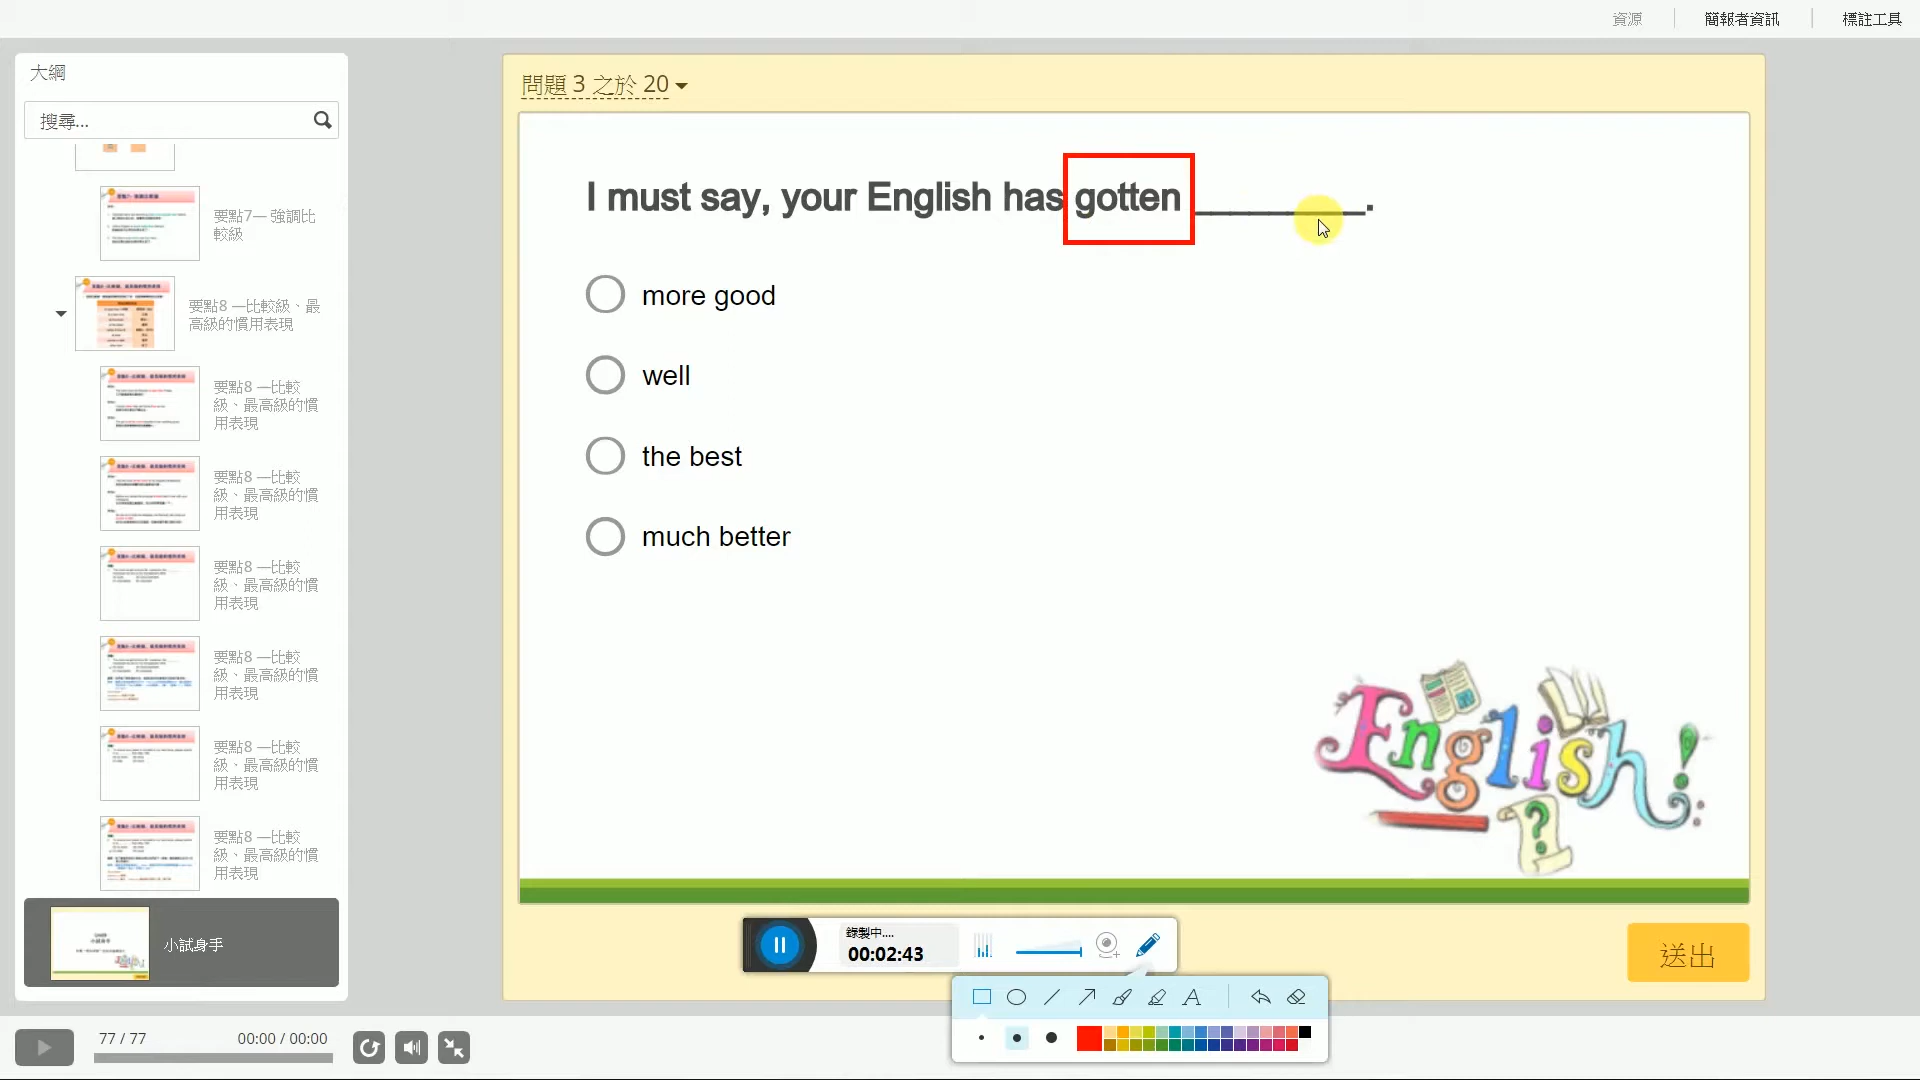 資源
簡報者資訊
標註工具
大綱
搜尋...
要點7— 強調比
較級
要點8 —比較級、最
高級的慣用表現
要點8 —比較
級、最高級的慣
用表現
要點8 —比較
級、最高級的慣
用表現
要點8 —比較
級、最高級的慣
用表現
要點8 —比較
級、最高級的慣
用表現
要點8 —比較
級、最高級的慣
用表現
要點8 —比較
級、最高級的慣
用表現
小試身手
小試身手
問題 3 之於 20
I must say, your English has gotten ________.
more good
well
the best
much better
English!
?
送出
錄製中....
00:02:43
A
77 / 77
00:00 / 00:00